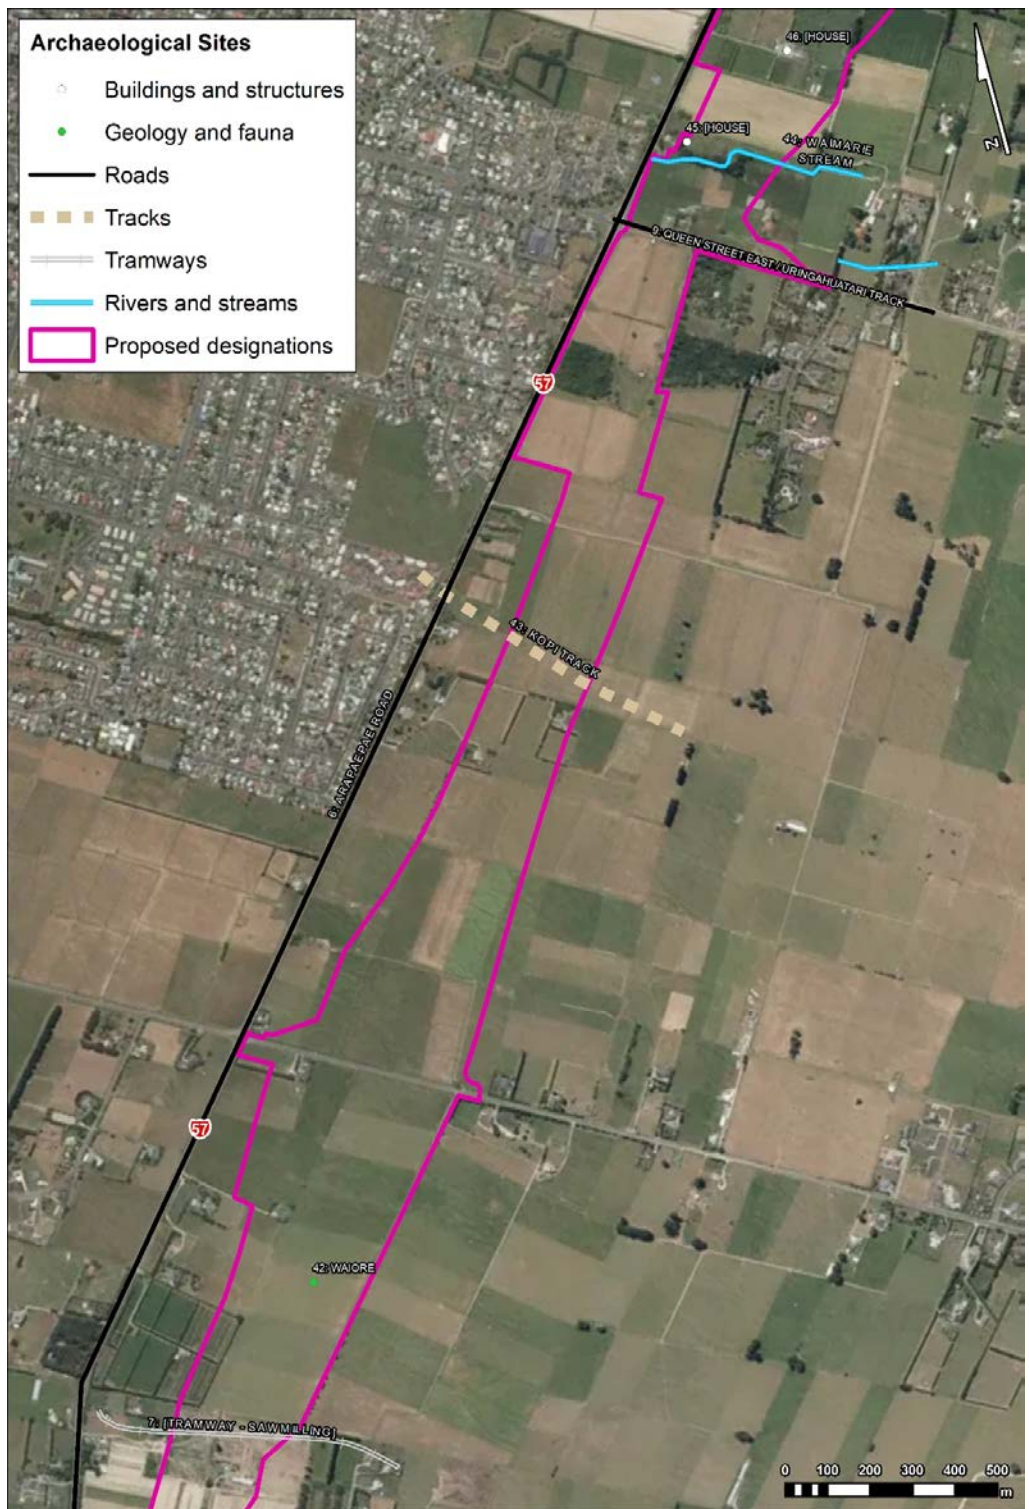 Archaeological Sites
Buildings and structures
Geology and fauna
Roads
Tracks
Tramways
Rivers and streams
Proposed designations
46: [HOUSE]
45: [HOUSE]
44: WAIMARIE
STREAM
N
9: QUEEN STREET EAST / URINGAHUATARI TRACK
57
43: KOPI TRACK
6: ARAPAEPAE ROAD
57
42: WAIORE
7: [TRAMWAY - SAWMILLING]
0 100 200 300 400 500
m